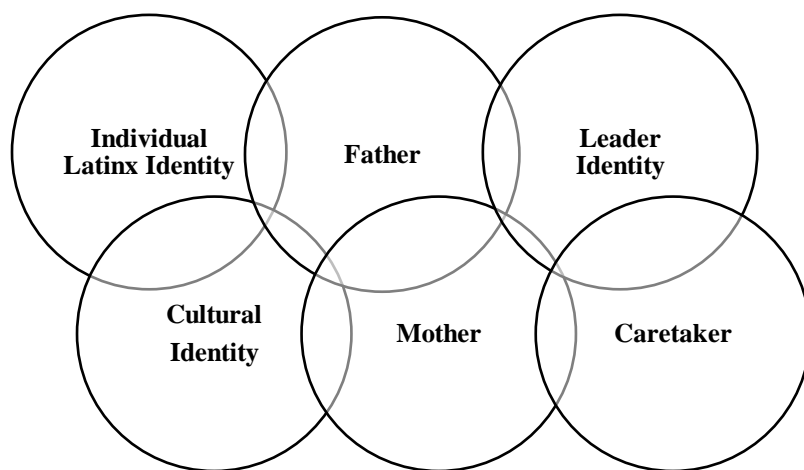 Individual
Latinx Identity
Father
Leader
Identity
Cultural
Identity
Mother
Caretaker